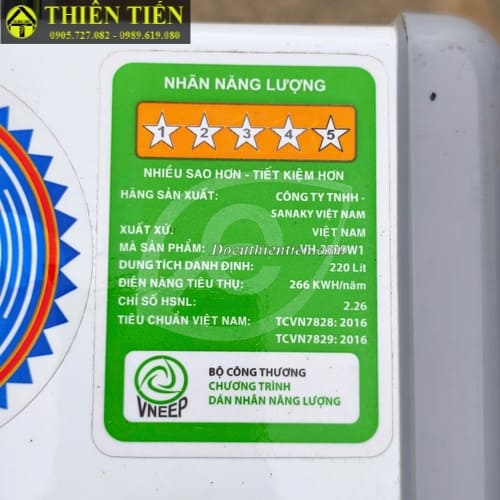 THIÊN TIẾN
0905.727.082 - 0989.619.080
NHÃN NĂNG LƯỢNG
1 2 3 4 5
NHIỀU SAO HƠN - TIẾT KIỆM HƠN
HÃNG SẢN XUẤT: CÔNG TY TNHH -
SANAKY VIỆT NAM
XUẤT XỨ: VIỆT NAM
MÃ SẢN PHẨM:
DUNG TÍCH DANH ĐỊNH: 220 Lít
ĐIỆN NĂNG TIÊU THỤ: 266 KWH/năm
CHỈ SỐ HSNL: 2.26
TIÊU CHUẨN VIỆT NAM: TCVN7828: 2016
TCVN7829: 2016
VNEEP
BỘ CÔNG THƯƠNG
CHƯƠNG TRÌNH
DÁN NHÃN NĂNG LƯỢNG